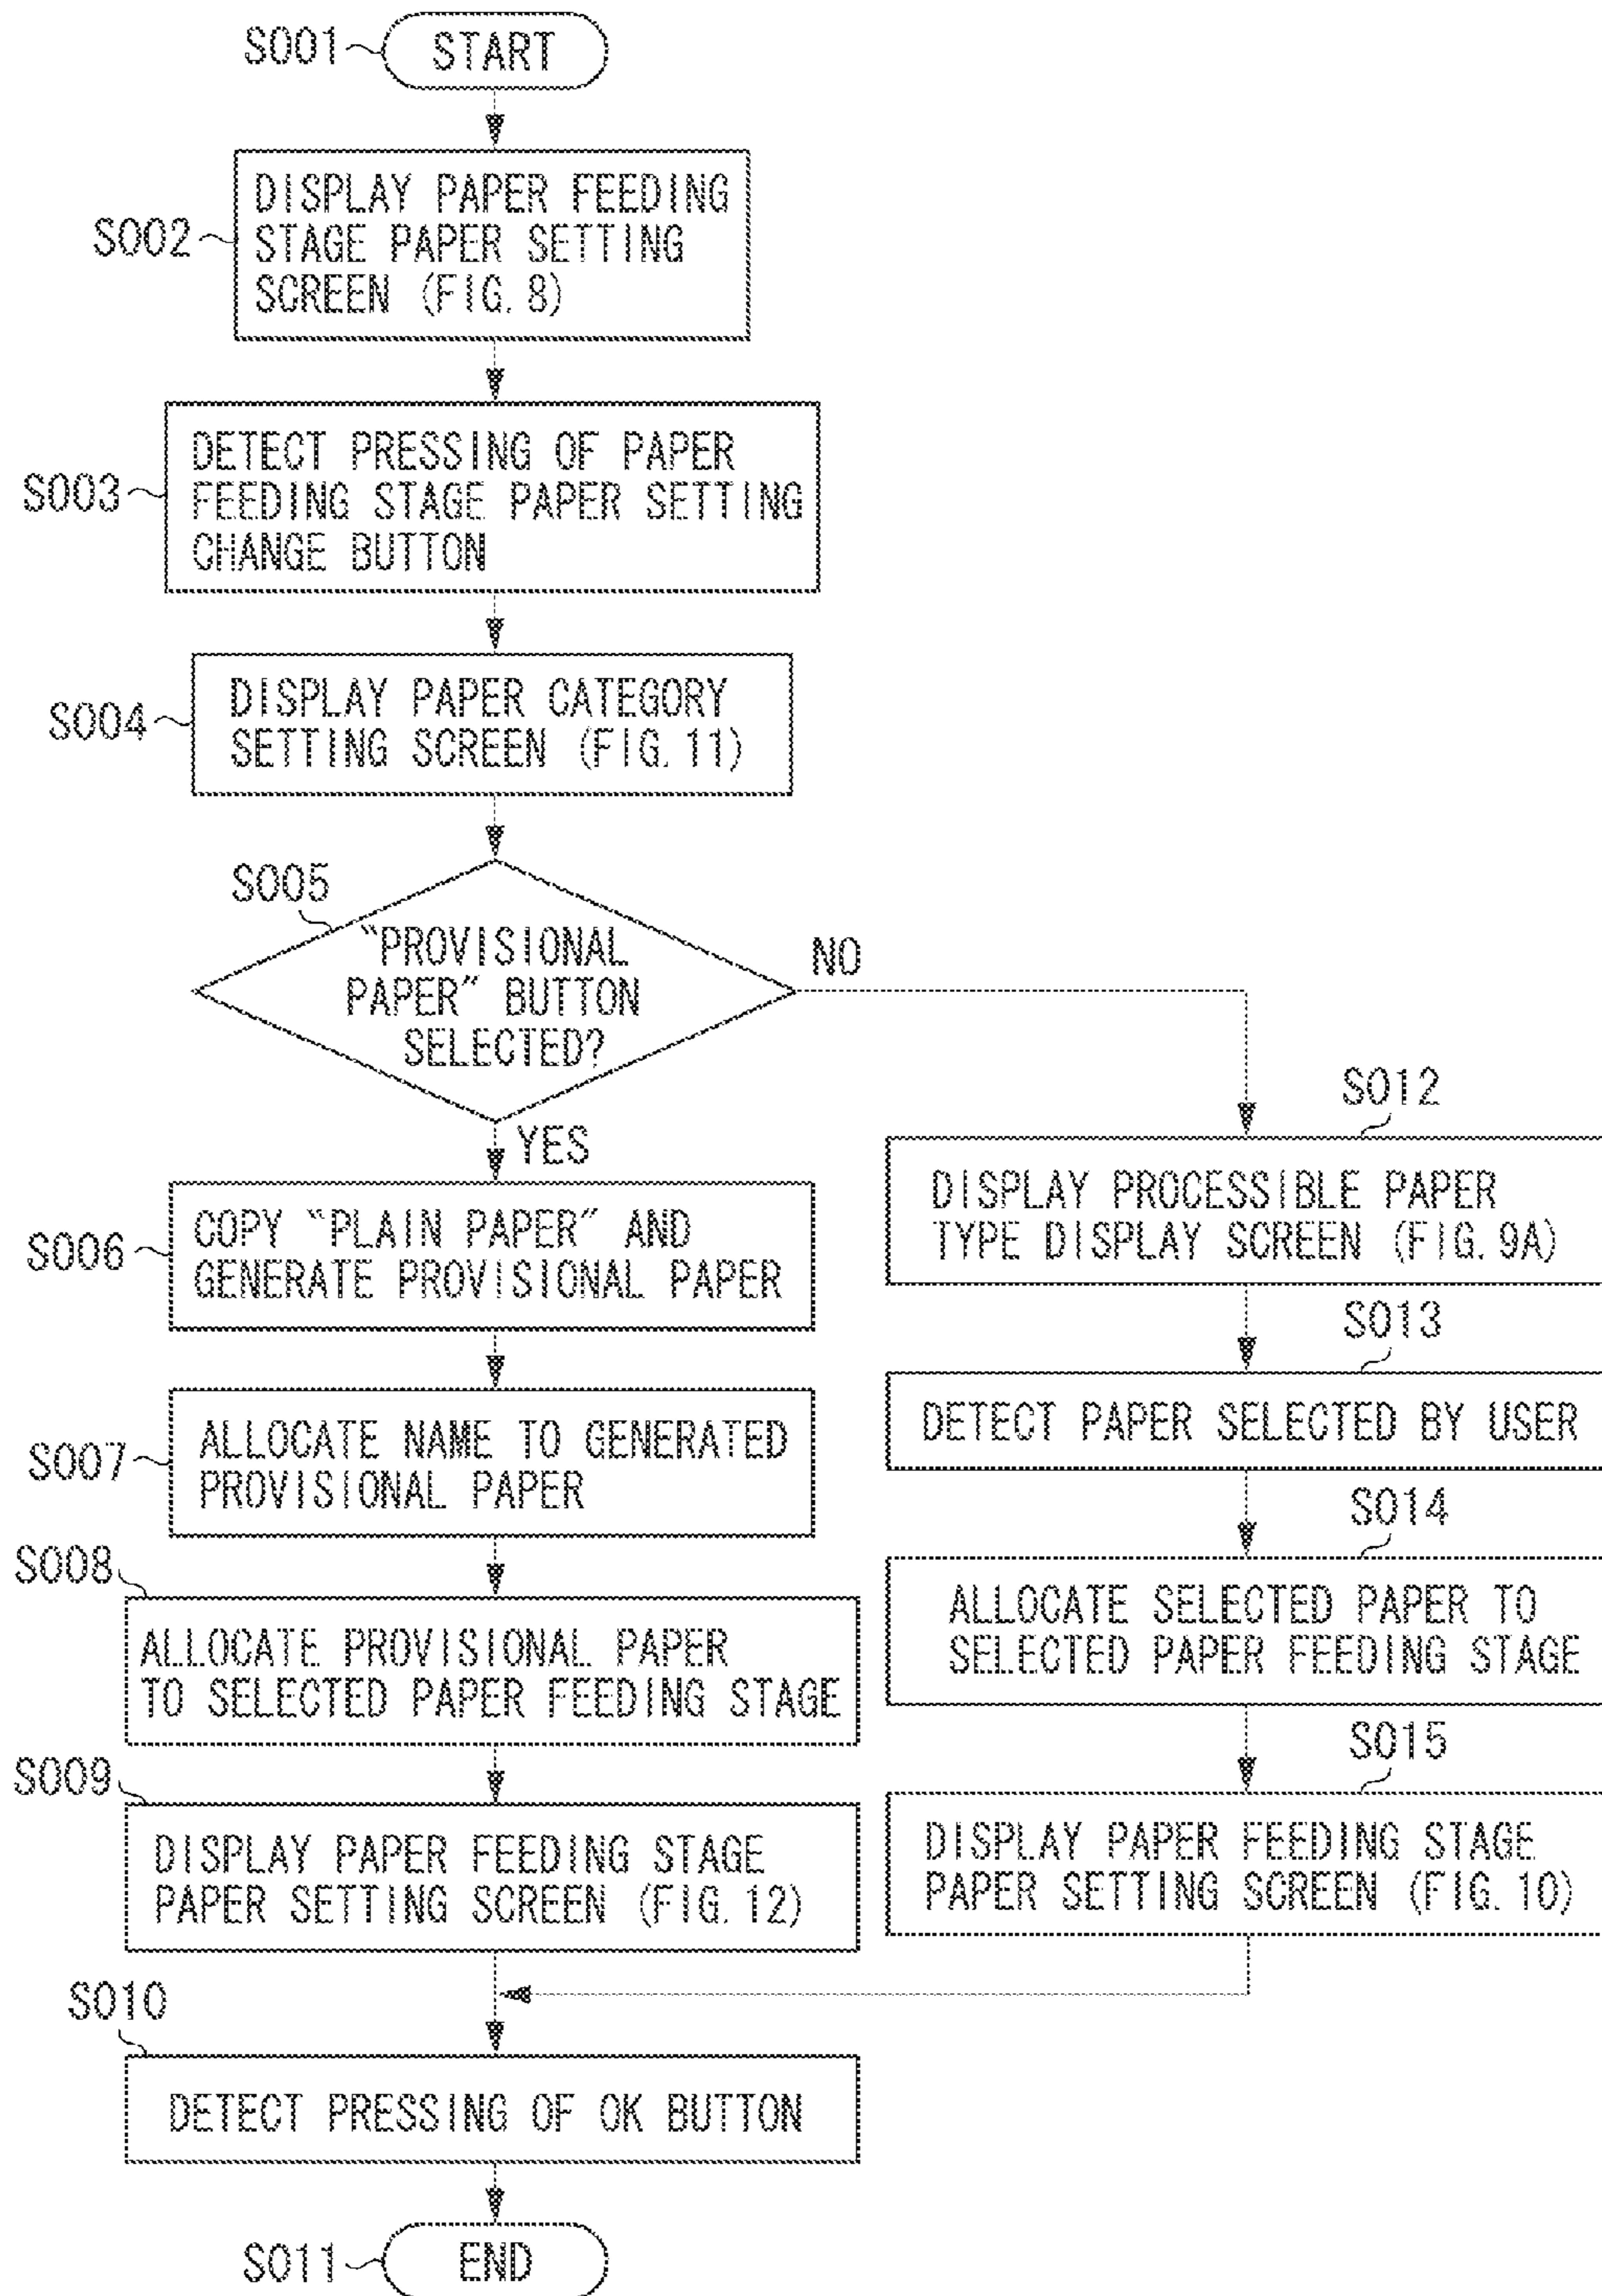 S001
START
S002
DISPLAY PAPER FEEDING
STAGE PAPER SETTING
SCREEN (FIG. 8)
S003
DETECT PRESSING OF PAPER
FEEDING STAGE PAPER SETTING
CHANGE BUTTON
S004
DISPLAY PAPER CATEGORY
SETTING SCREEN (FIG. 11)
S005
“PROVISIONAL
PAPER” BUTTON
SELECTED?
NO
YES
S006
COPY “PLAIN PAPER” AND
GENERATE PROVISIONAL PAPER
S007
ALLOCATE NAME TO GENERATED
PROVISIONAL PAPER
S008
ALLOCATE PROVISIONAL PAPER
TO SELECTED PAPER FEEDING STAGE
S009
DISPLAY PAPER FEEDING STAGE
PAPER SETTING SCREEN (FIG. 12)
S012
DISPLAY PROCESSIBLE PAPER
TYPE DISPLAY SCREEN (FIG. 9A)
S013
DETECT PAPER SELECTED BY USER
S014
ALLOCATE SELECTED PAPER TO
SELECTED PAPER FEEDING STAGE
S015
DISPLAY PAPER FEEDING STAGE
PAPER SETTING SCREEN (FIG. 10)
S010
DETECT PRESSING OF OK BUTTON
S011
END